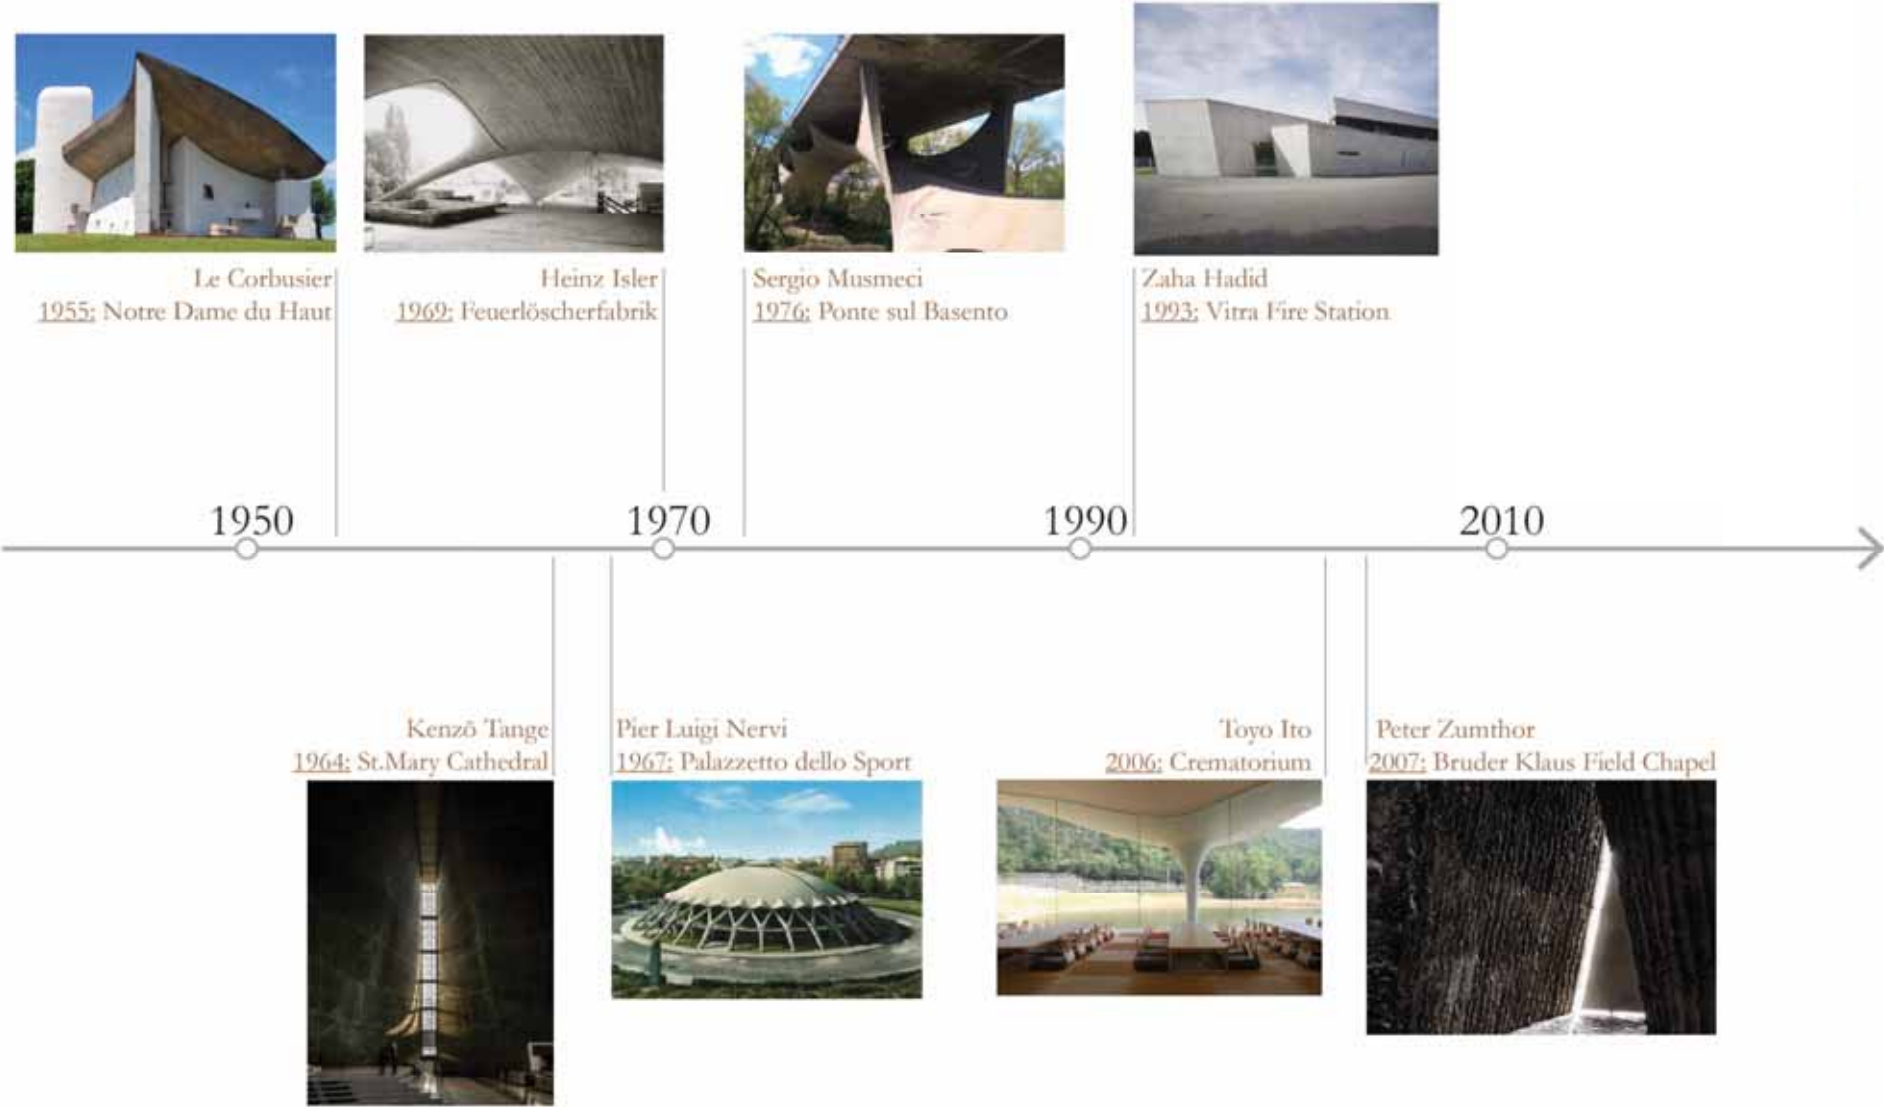 Le Corbusier
1955: Notre Dame du Haut
Heinz Isler
1969: Feuerlöscherfabrik
Sergio Musmeci
1976: Ponte sul Basento
Zaha Hadid
1993: Vitra Fire Station
1950
1970
1990
2010
Kenzō Tange
1964: St.Mary Cathedral
Pier Luigi Nervi
1967: Palazzetto dello Sport
Toyo Ito
2006: Crematorium
Peter Zumthor
2007: Bruder Klaus Field Chapel